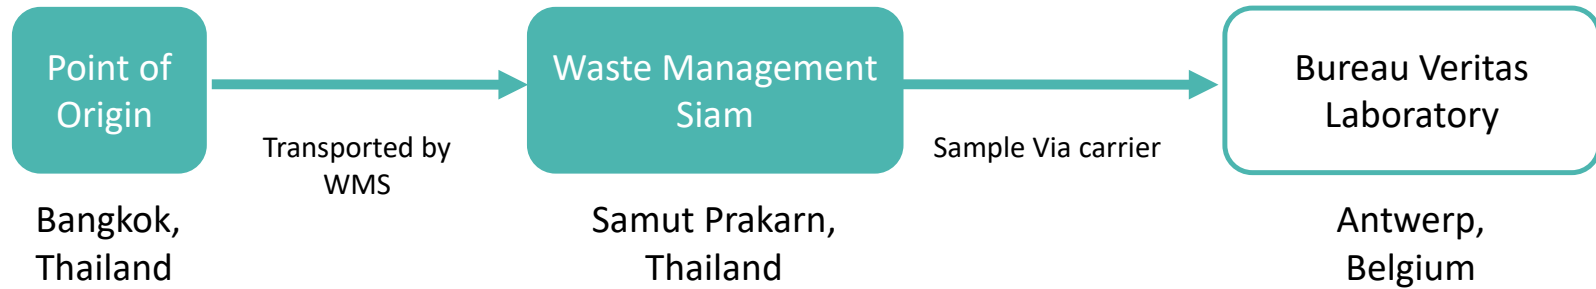 Point of
Origin
Transported by
WMS
Waste Management
Siam
Sample Via carrier
Bureau Veritas
Laboratory
Bangkok,
Thailand
Samut Prakarn,
Thailand
Antwerp,
Belgium